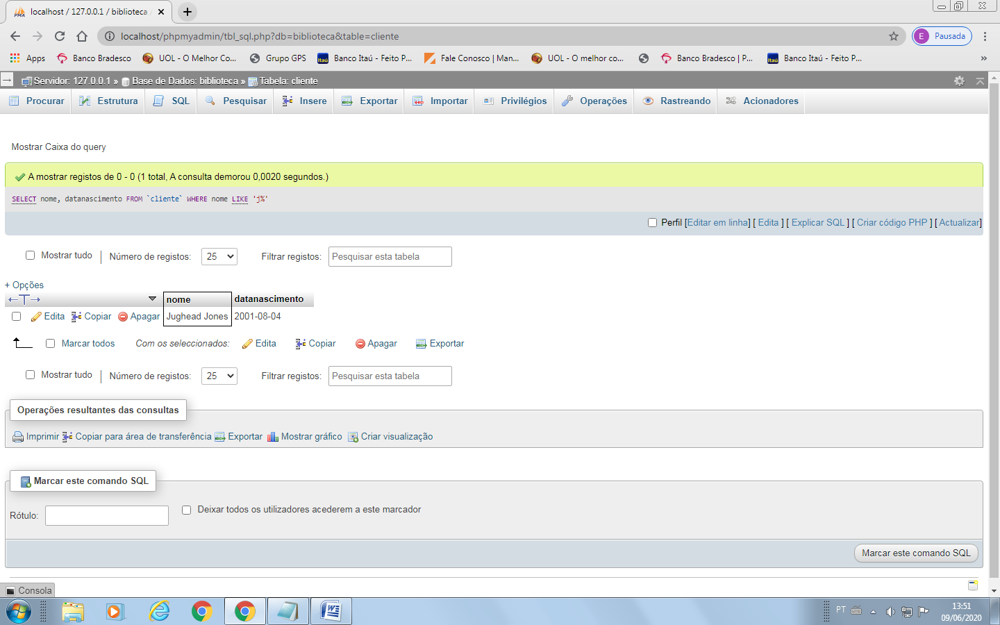 localhost / 127.0.0.1 / biblioteca
localhost/phpmyadmin/tbl_sql.php?db=biblioteca&table=cliente
E Pausada
Apps Banco Bradesco UOL - O Melhor Co... Grupo GPS Banco Itaú - Feito P... Fale Conosco | Man... UOL - O melhor co... Banco Bradesco | P... Banco Itaú - Feito P... »
Servidor: 127.0.0.1 » Base de Dados: biblioteca » Tabela: cliente
Procurar Estrutura SQL Pesquisar Insere Exportar Importar Privilégios Operações Rastreando Acionadores
Mostrar Caixa do query
A mostrar registos de 0 - 0 (1 total, A consulta demorou 0,0020 segundos.)
SELECT nome, datanascimento FROM `cliente` WHERE nome LIKE 'j%'
Perfil [Editar em linha] [ Edita ] [ Explicar SQL ] [ Criar código PHP ] [ Actualizar]
Mostrar tudo | Número de registos: 25 Filtrar registos: Pesquisar esta tabela
+ Opções
←T→ nome datanascimento
Edita Copiar Apagar Jughead Jones 2001-08-04
Marcar todos Com os seleccionados: Edita Copiar Apagar Exportar
Mostrar tudo | Número de registos: 25 Filtrar registos: Pesquisar esta tabela
Operações resultantes das consultas
Imprimir Copiar para área de transferência Exportar Mostrar gráfico Criar visualização
Marcar este comando SQL
Rótulo: Deixar todos os utilizadores acederem a este marcador
Marcar este comando SQL
Consola
PT 13:51
09/06/2020